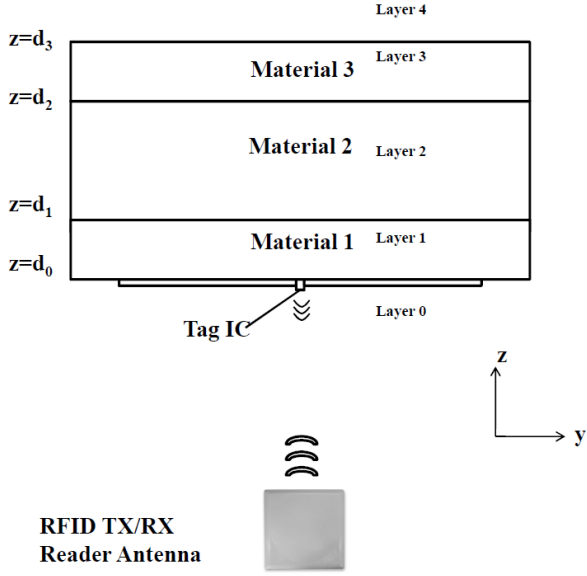 Layer 4
z=d3
Material 3
Layer 3
z=d2
Material 2
Layer 2
z=d1
Material 1
Layer 1
z=d0
Tag IC
Layer 0
z
y
RFID TX/RX
Reader Antenna